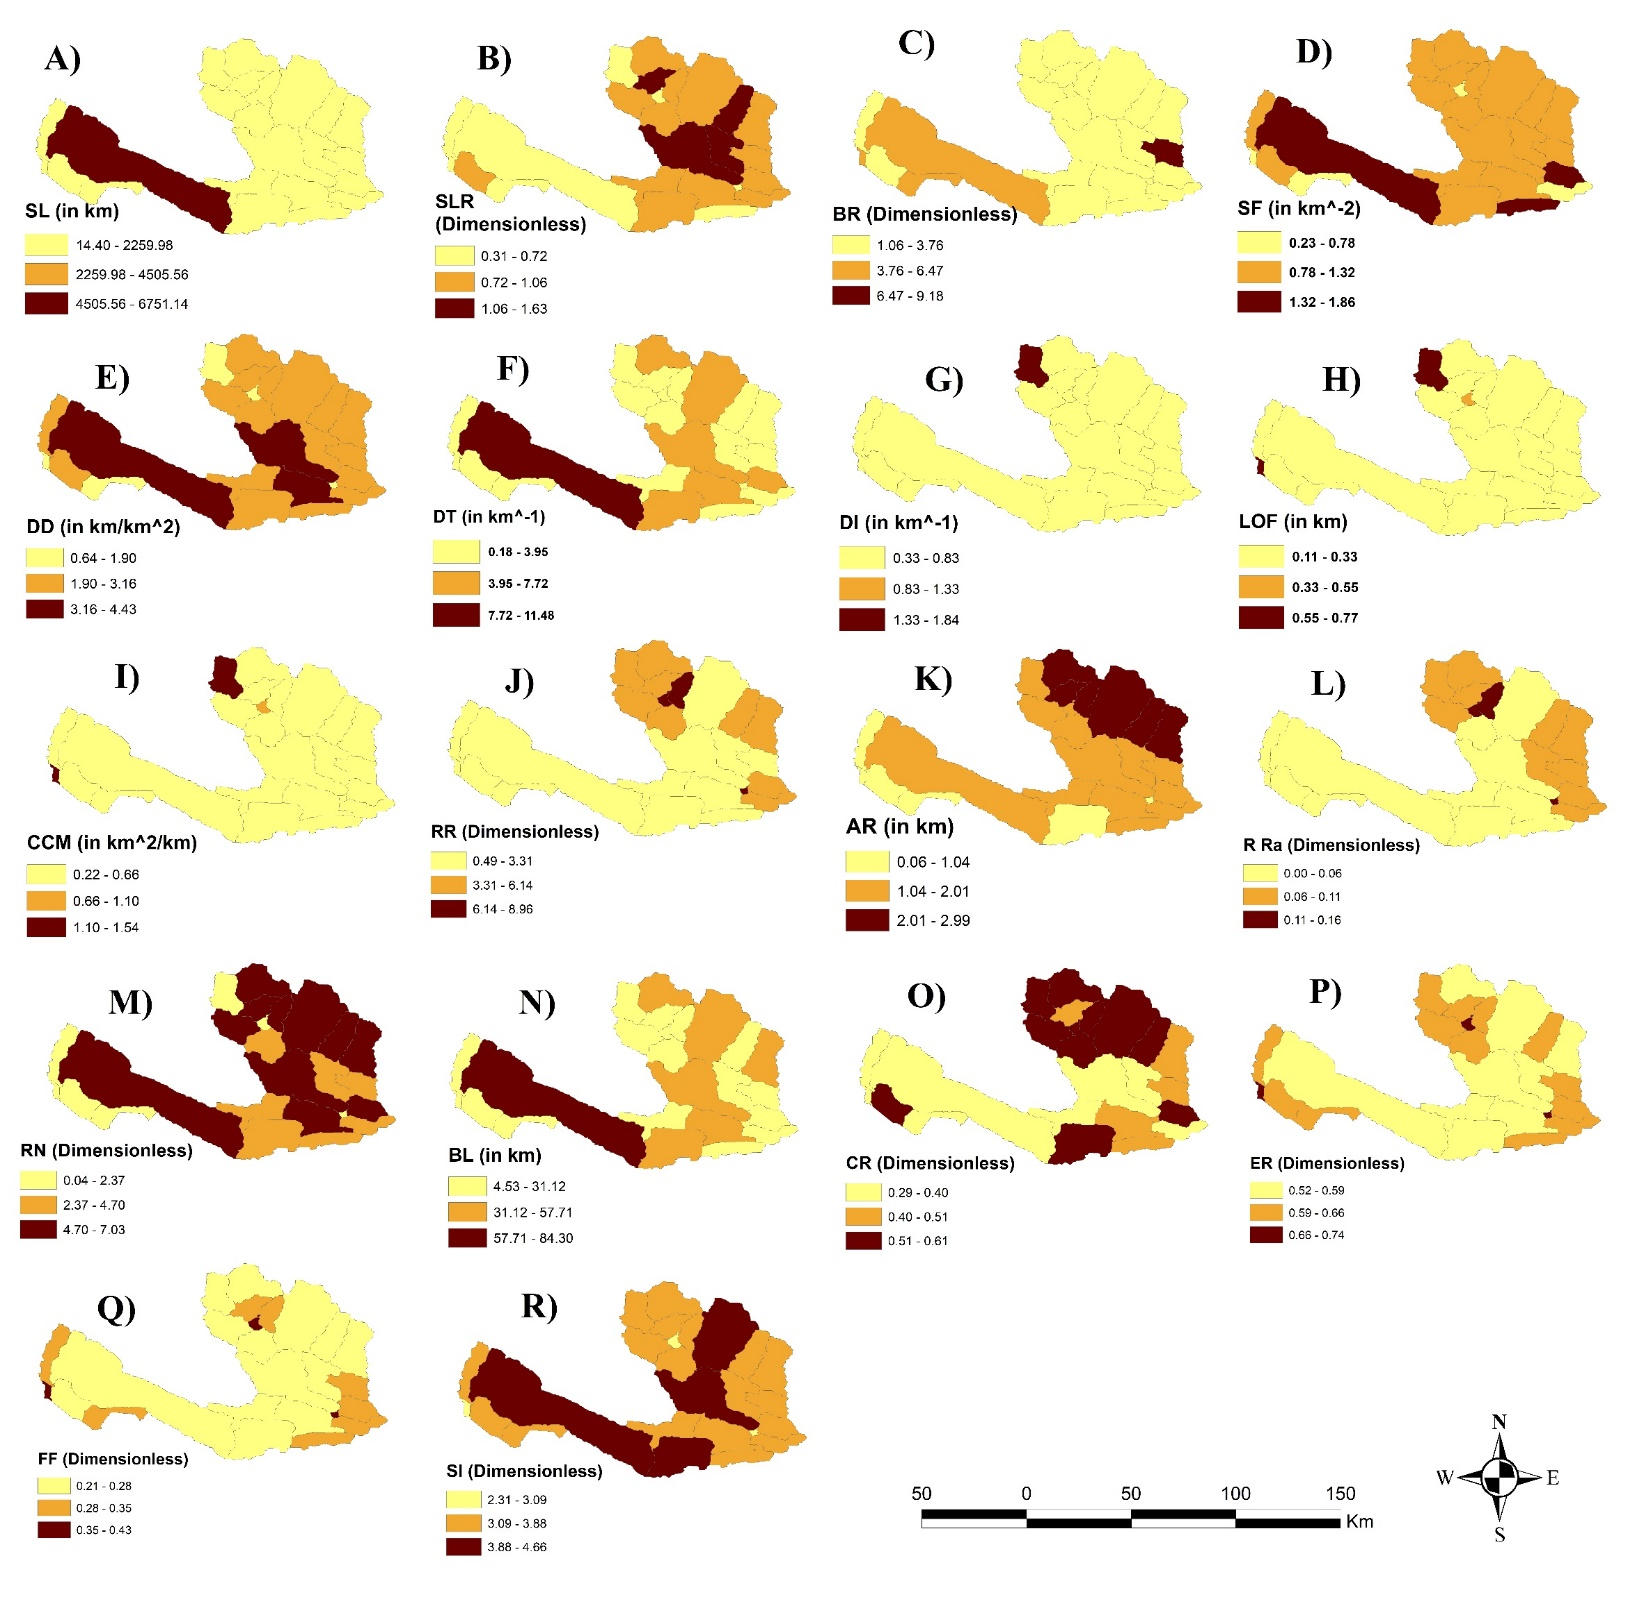 A)
SL (in km)
14.40 - 2259.98
2259.98 - 4505.56
4505.56 - 6751.14
B)
SLR
(Dimensionless)
0.31 - 0.72
0.72 - 1.06
1.06 - 1.63
C)
BR (Dimensionless)
1.06 - 3.76
3.76 - 6.47
6.47 - 9.18
D)
SF (in km^-2)
0.23 - 0.78
0.78 - 1.32
1.32 - 1.86
E)
DD (in km/km^2)
0.64 - 1.90
1.90 - 3.16
3.16 - 4.43
F)
DT (in km^-1)
0.18 - 3.95
3.95 - 7.72
7.72 - 11.48
G)
DI (in km^-1)
0.33 - 0.83
0.83 - 1.33
1.33 - 1.84
H)
LOF (in km)
0.11 - 0.33
0.33 - 0.55
0.55 - 0.77
I)
CCM (in km^2/km)
0.22 - 0.66
0.66 - 1.10
1.10 - 1.54
J)
RR (Dimensionless)
0.49 - 3.31
3.31 - 6.14
6.14 - 8.96
K)
AR (in km)
0.06 - 1.04
1.04 - 2.01
2.01 - 2.99
L)
R Ra (Dimensionless)
0.00 - 0.06
0.06 - 0.11
0.11 - 0.16
M)
RN (Dimensionless)
0.04 - 2.37
2.37 - 4.70
4.70 - 7.03
N)
BL (in km)
4.53 - 31.12
31.12 - 57.71
57.71 - 84.30
O)
CR (Dimensionless)
0.29 - 0.40
0.40 - 0.51
0.51 - 0.61
P)
ER (Dimensionless)
0.52 - 0.59
0.59 - 0.66
0.66 - 0.74
Q)
FF (Dimensionless)
0.21 - 0.28
0.28 - 0.35
0.35 - 0.43
R)
SI (Dimensionless)
2.31 - 3.09
3.09 - 3.88
3.88 - 4.66
50 0 50 100 150
Km
N
W E
S